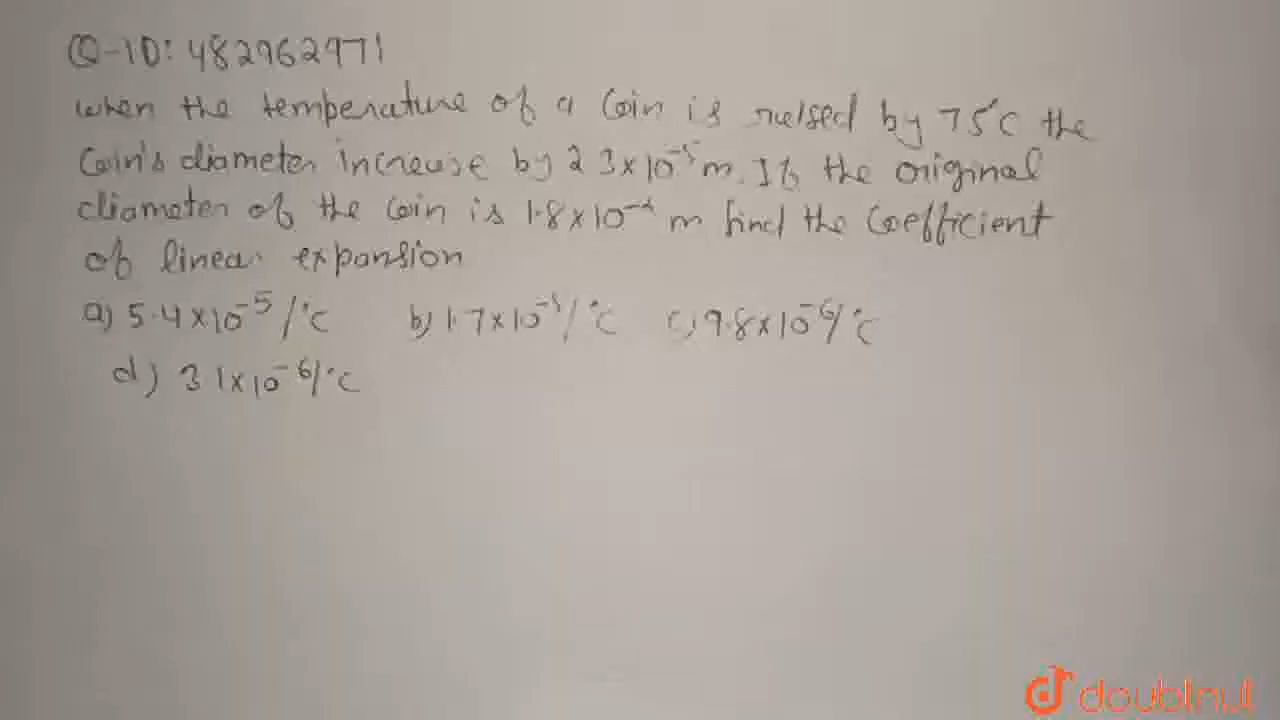 Q-ID: 482962971
when the temperature of a Coin is raised by 75°C the
Coin's diameter increase by 2.3×10⁻⁵m. If the original
diameter of the coin is 1.8×10⁻² m find the Coefficient
of linear expansion
a) 5.4×10⁻⁵/°C b) 1.7×10⁻⁵/°C c) 9.8×10⁻⁶/°C
d) 3.1×10⁻⁶/°C
doubtnut